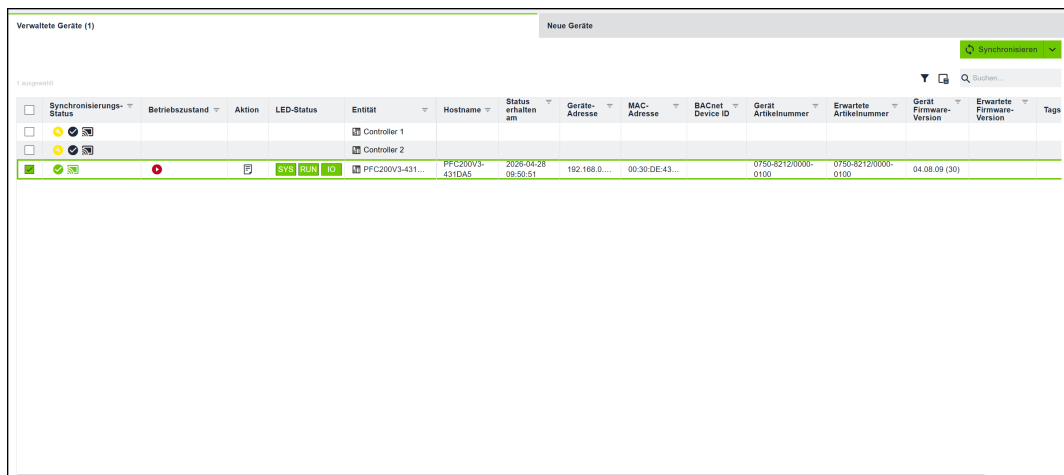 Verwaltete Geräte (1)
Neue Geräte
Synchronisieren
1 ausgewählt
Suchen...
Synchronisierungs-
Status
Betriebszustand
Aktion
LED-Status
Entität
Hostname
Status
erhalten
am
Geräte-
Adresse
MAC-
Adresse
BACnet
Device ID
Gerät
Artikelnummer
Erwartete
Artikelnummer
Gerät
Firmware-
Version
Erwartete
Firmware-
Version
Tags
Controller 1
Controller 2
SYS RUN IO
PFC200V3-431...
PFC200V3-
431DA5
2026-04-28
09:50:51
192.168.0....
00:30:DE:43...
0750-8212/0000-
0100
0750-8212/0000-
0100
04.08.09 (30)